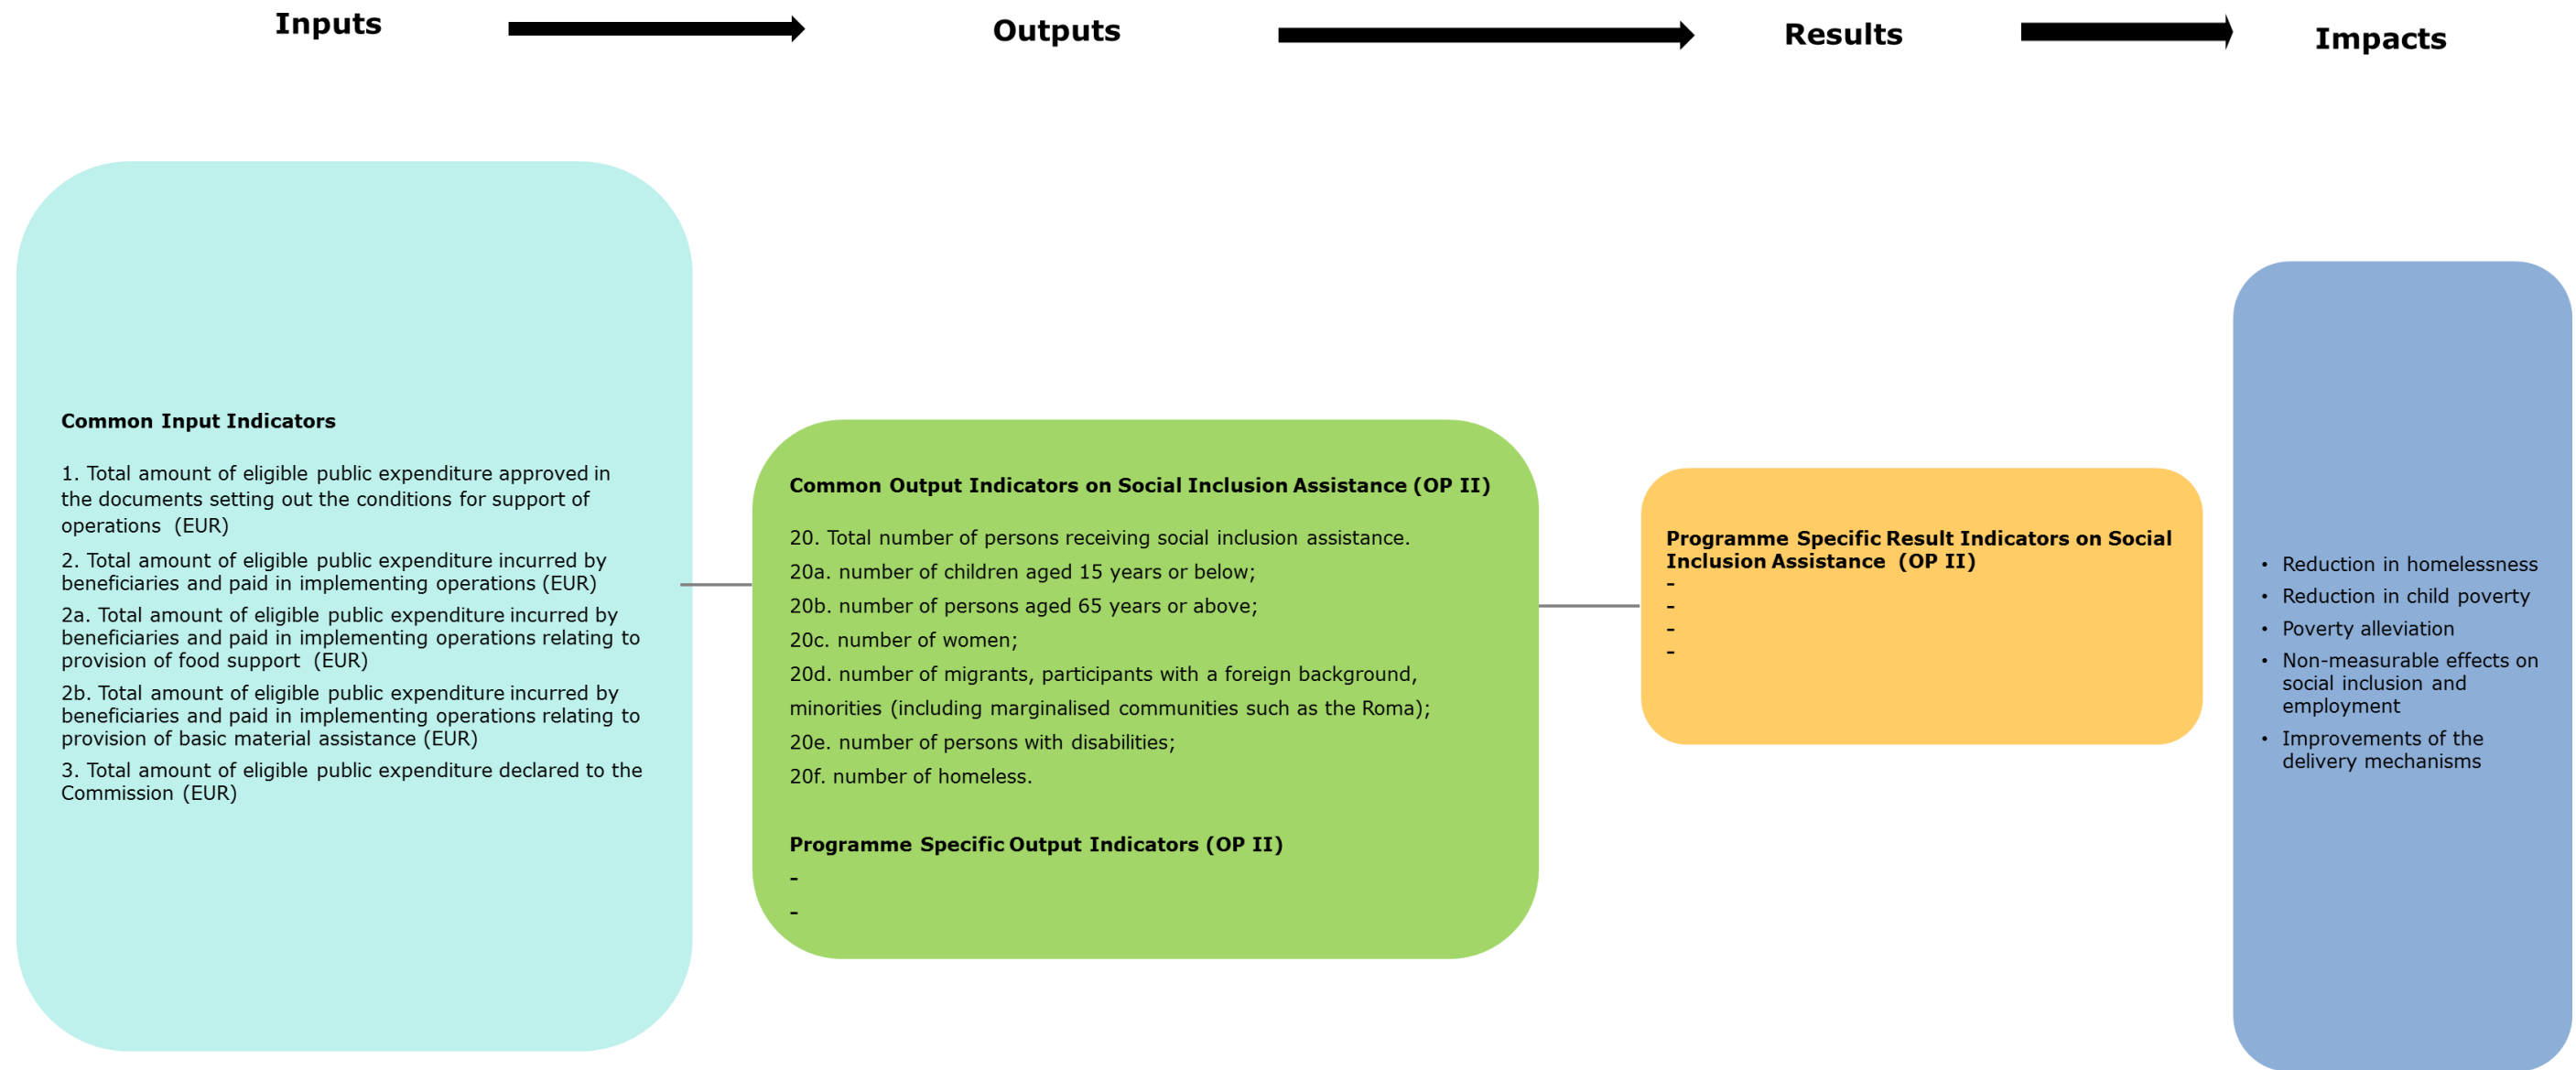 Inputs
Outputs
Results
Impacts
Common Input Indicators
1. Total amount of eligible public expenditure approved in
the documents setting out the conditions for support of
operations (EUR)
2. Total amount of eligible public expenditure incurred by
beneficiaries and paid in implementing operations (EUR)
2a. Total amount of eligible public expenditure incurred by
beneficiaries and paid in implementing operations relating to
provision of food support (EUR)
2b. Total amount of eligible public expenditure incurred by
beneficiaries and paid in implementing operations relating to
provision of basic material assistance (EUR)
3. Total amount of eligible public expenditure declared to the
Commission (EUR)
Common Output Indicators on Social Inclusion Assistance (OP II)
20. Total number of persons receiving social inclusion assistance.
20a. number of children aged 15 years or below;
20b. number of persons aged 65 years or above;
20c. number of women;
20d. number of migrants, participants with a foreign background,
minorities (including marginalised communities such as the Roma);
20e. number of persons with disabilities;
20f. number of homeless.
Programme Specific Output Indicators (OP II)
-
-
Programme Specific Result Indicators on Social
Inclusion Assistance (OP II)
-
-
-
-
• Reduction in homelessness
• Reduction in child poverty
• Poverty alleviation
• Non-measurable effects on
social inclusion and
employment
• Improvements of the
delivery mechanisms